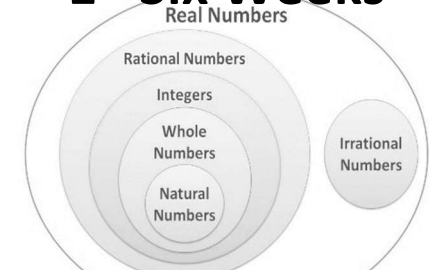 Real Numbers
Rational Numbers
Integers
Whole
Numbers
Natural
Numbers
Irrational
Numbers